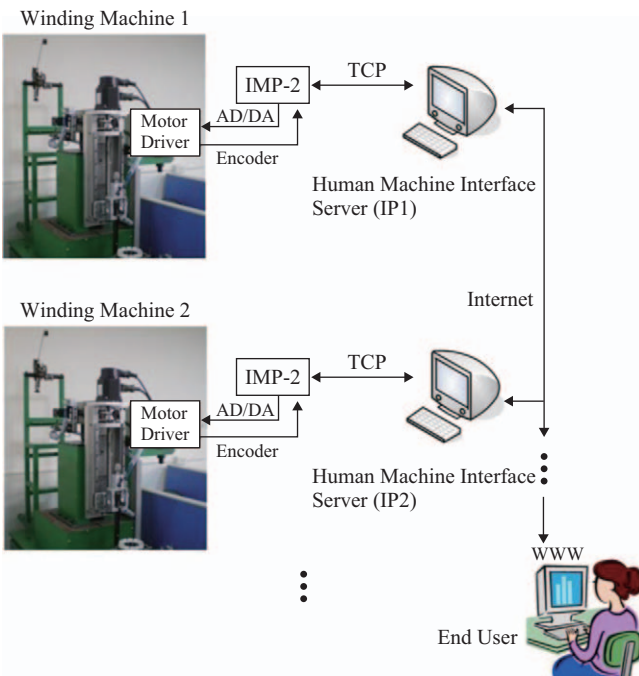 Winding Machine 1
IMP-2
TCP
Motor
Driver
AD/DA
Encoder
Human Machine Interface
Server (IP1)
Internet
Winding Machine 2
IMP-2
TCP
Motor
Driver
AD/DA
Encoder
Human Machine Interface
Server (IP2)
WWW
End User